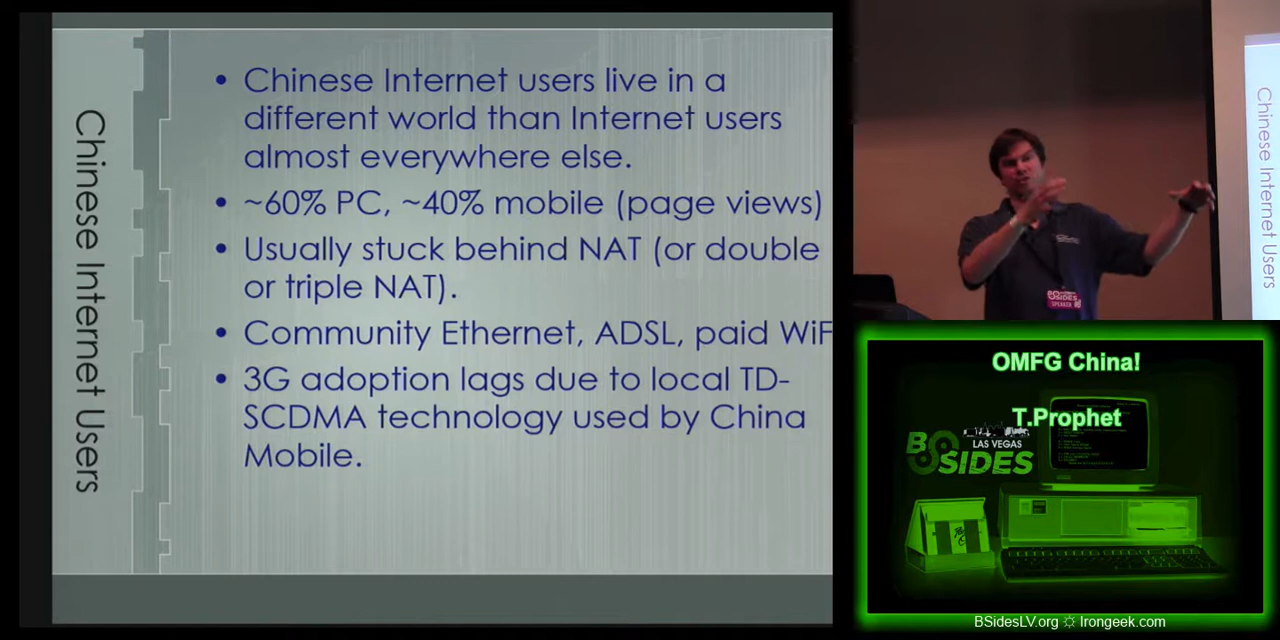 Chinese Internet Users
• Chinese Internet users live in a
different world than Internet users
almost everywhere else.
• ~60% PC, ~40% mobile (page views)
• Usually stuck behind NAT (or double
or triple NAT).
• Community Ethernet, ADSL, paid WiF
• 3G adoption lags due to local TD-
SCDMA technology used by China
Mobile.
Chinese Internet Users
BSIDES
SPEAKER
OMFG China!
T.Prophet
LAS VEGAS
BSIDES
BSidesLV.org ☼ Irongeek.com